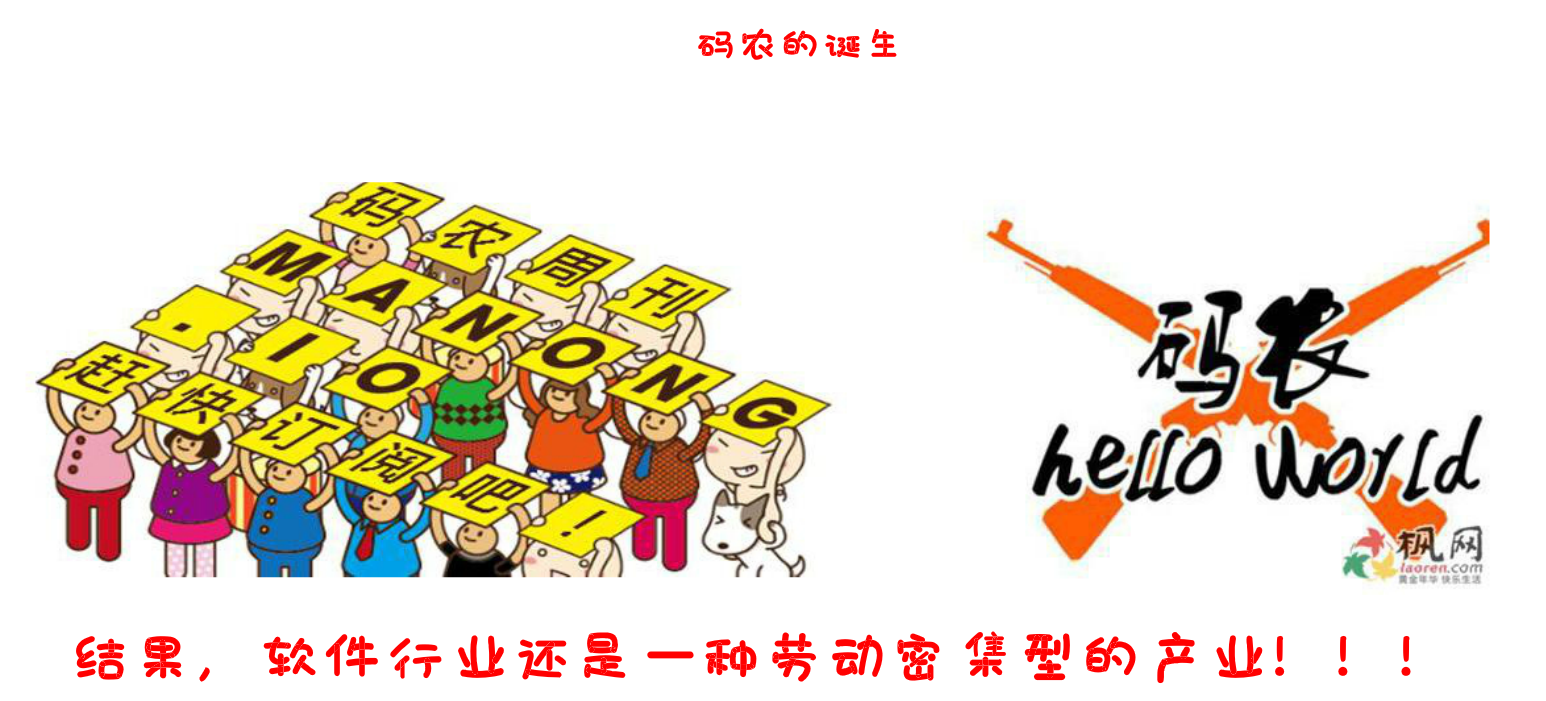 码农的诞生
码农周刊
MANONG
.IO
赶快订阅吧!
码农
hello world
枫网
laoren.com
黄金年华 快乐生活
结果，软件行业还是一种劳动密集型的产业！！！